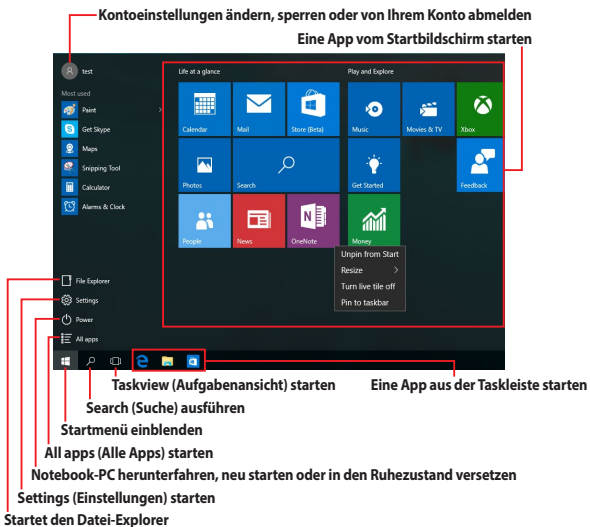 Kontoeinstellungen ändern, sperren oder von Ihrem Konto abmelden
Eine App vom Startbildschirm starten
test
Life at a glance
Play and Explore
Most used
Paint
Get Skype
Maps
Snipping Tool
Calculator
Alarms & Clock
Calendar
Mail
Store (Beta)
Music
Movies & TV
Xbox
Photos
Search
Get Started
Feedback
People
News
OneNote
Money
Unpin from Start
Resize
Turn live tile off
Pin to taskbar
File Explorer
Settings
Power
All apps
Taskview (Aufgabenansicht) starten
Eine App aus der Taskleiste starten
Search (Suche) ausführen
Startmenü einblenden
All apps (Alle Apps) starten
Notebook-PC herunterfahren, neu starten oder in den Ruhezustand versetzen
Settings (Einstellungen) starten
Startet den Datei-Explorer